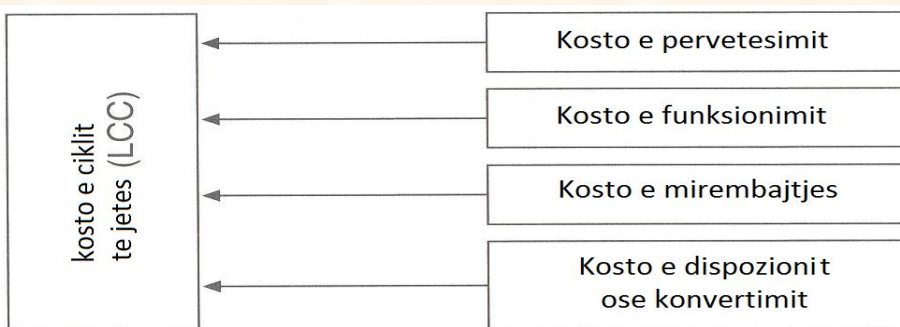 kosto e ciklit
te jetes (LCC)
Kosto e pervetesimit
Kosto e funksionimit
Kosto e mirembajtjes
Kosto e dispozionit
ose konvertimit